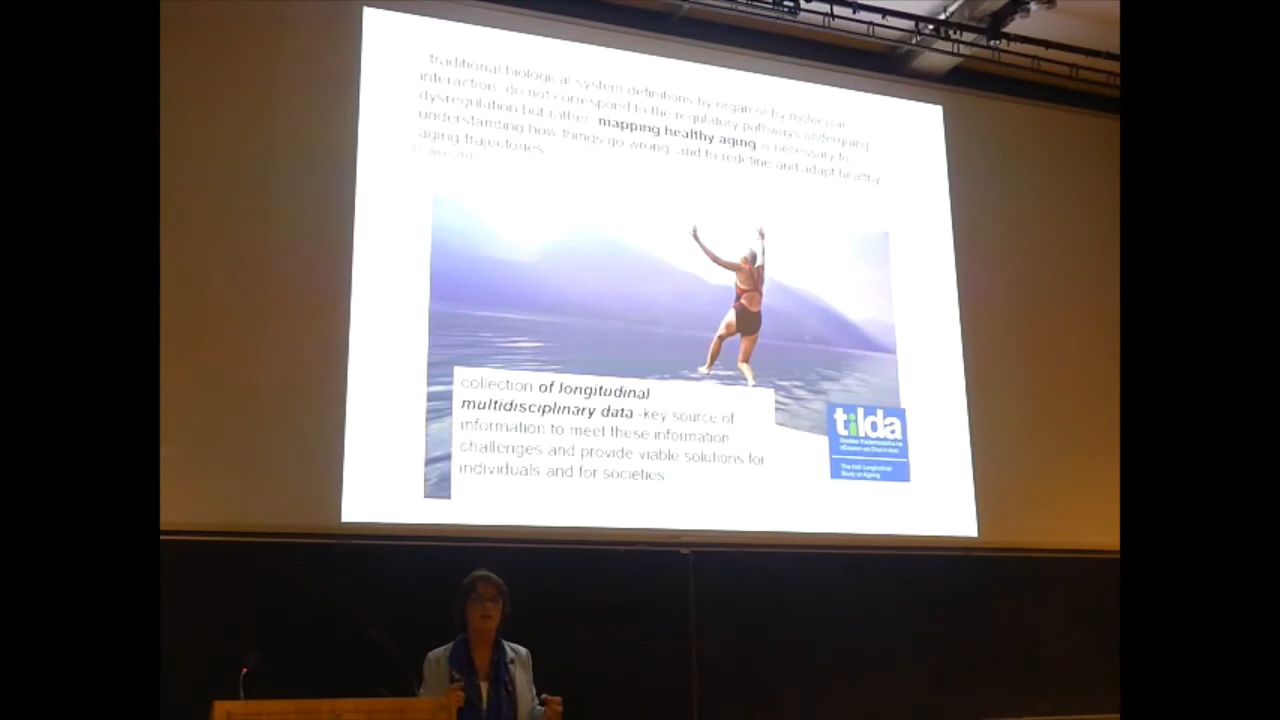 traditional biological system definitions by organ or by molecular
interaction, do not correspond to the regulatory pathways undergoing
dysregulation but rather mapping healthy aging is necessary to
understanding how things go wrong, and to redefine and adapt healthy
aging trajectories
collection of longitudinal
multidisciplinary data -key source of
information to meet these information
challenges and provide viable solutions for
individuals and for societies
tilda
The Irish Longitudinal
Study on Ageing